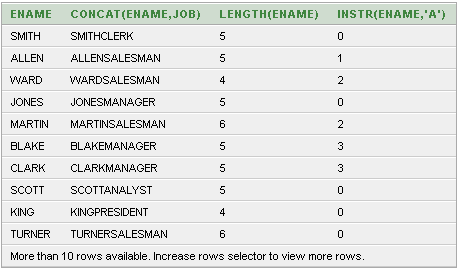 ENAME CONCAT(ENAME,JOB) LENGTH(ENAME) INSTR(ENAME,'A')
SMITH SMITHCLERK 5 0
ALLEN ALLENSALESMAN 5 1
WARD WARDSALESMAN 4 2
JONES JONESMANAGER 5 0
MARTIN MARTINSALESMAN 6 2
BLAKE BLAKEMANAGER 5 3
CLARK CLARKMANAGER 5 3
SCOTT SCOTTANALYST 5 0
KING KINGPRESIDENT 4 0
TURNER TURNERSALESMAN 6 0
More than 10 rows available. Increase rows selector to view more rows.